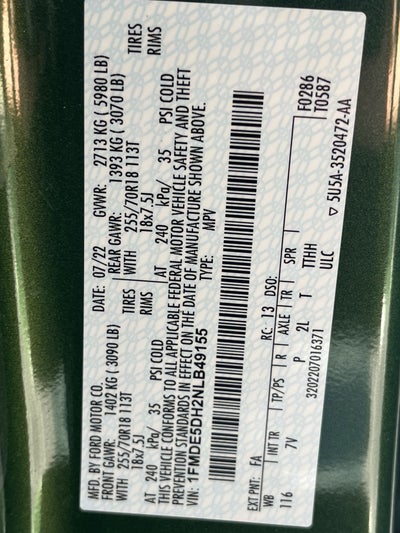 MFD. BY FORD MOTOR CO.
DATE: 07/22 GVWR: 2713 KG ( 5980 LB)
FRONT GAWR: 1402 KG ( 3090 LB) REAR GAWR: 1393 KG ( 3070 LB)
WITH 255/70R18 113T TIRES WITH 255/70R18 113T TIRES
18x7.5J RIMS 18x7.5J RIMS
AT 240 kPa/ 35 PSI COLD AT 240 kPa/ 35 PSI COLD
THIS VEHICLE CONFORMS TO ALL APPLICABLE FEDERAL MOTOR VEHICLE SAFETY AND THEFT
PREVENTION STANDARDS IN EFFECT ON THE DATE OF MANUFACTURE SHOWN ABOVE.
VIN: 1FMDE5DH2NLB49155 TYPE: MPV
F0286
T0587
EXT PNT: FA RC: 13 DSO:
WB INT TR TP/PS R AXLE TR SPR
116 7V P 2L T TTHH
ULC
3202207016371
▽ 5U5A-3520472-AA